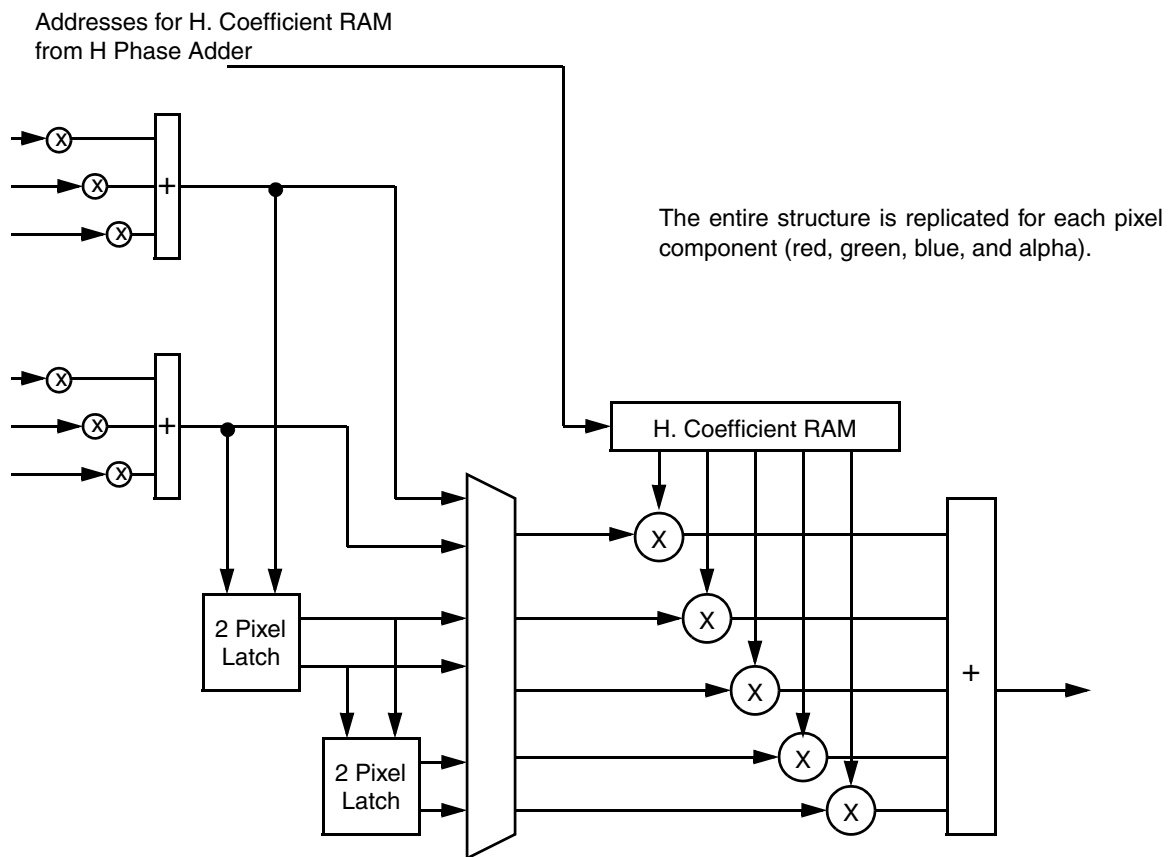 Addresses for H. Coefficient RAM
from H Phase Adder
X
X
+
X
The entire structure is replicated for each pixel
component (red, green, blue, and alpha).
X
X
+
X
H. Coefficient RAM
X
2 Pixel
Latch
X
X
+
2 Pixel
Latch
X
X